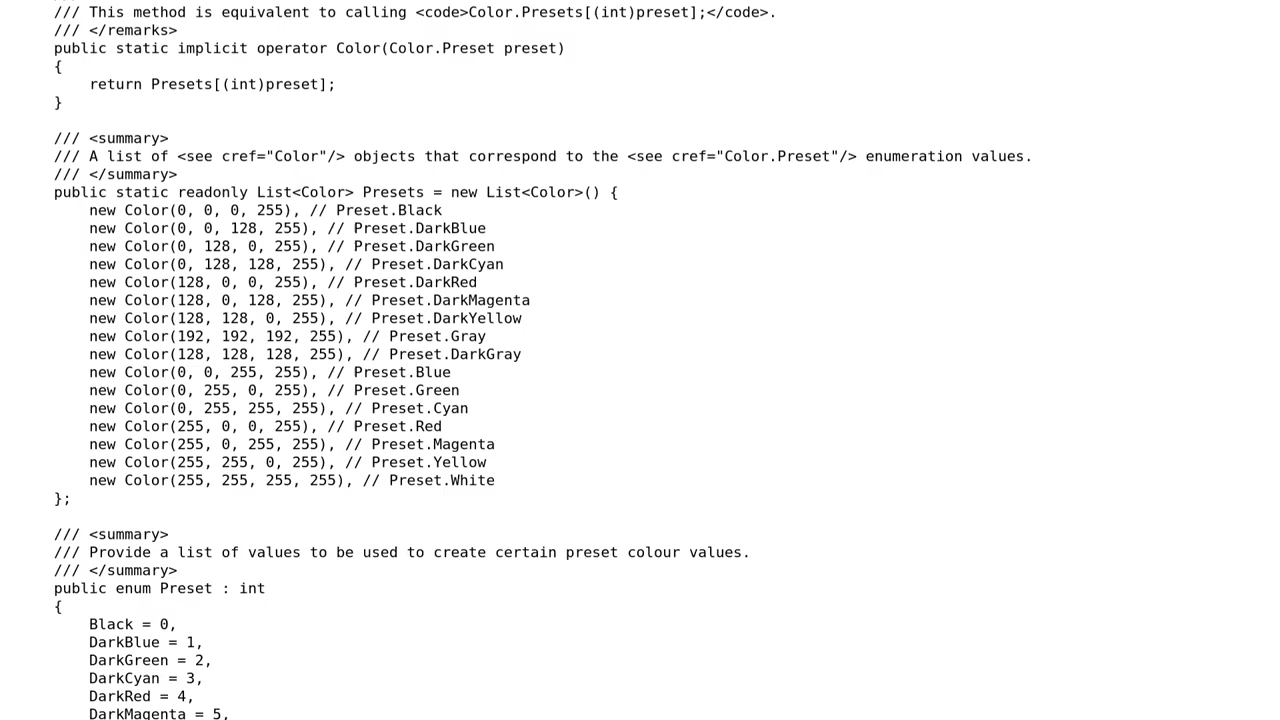 /// This method is equivalent to calling <code>Color.Presets[(int)preset];</code>.
/// </remarks>
public static implicit operator Color(Color.Preset preset)
{
    return Presets[(int)preset];
}

/// <summary>
/// A list of <see cref="Color"/> objects that correspond to the <see cref="Color.Preset"/> enumeration values.
/// </summary>
public static readonly List<Color> Presets = new List<Color>() {
    new Color(0, 0, 0, 255), // Preset.Black
    new Color(0, 0, 128, 255), // Preset.DarkBlue
    new Color(0, 128, 0, 255), // Preset.DarkGreen
    new Color(0, 128, 128, 255), // Preset.DarkCyan
    new Color(128, 0, 0, 255), // Preset.DarkRed
    new Color(128, 0, 128, 255), // Preset.DarkMagenta
    new Color(128, 128, 0, 255), // Preset.DarkYellow
    new Color(192, 192, 192, 255), // Preset.Gray
    new Color(128, 128, 128, 255), // Preset.DarkGray
    new Color(0, 0, 255, 255), // Preset.Blue
    new Color(0, 255, 0, 255), // Preset.Green
    new Color(0, 255, 255, 255), // Preset.Cyan
    new Color(255, 0, 0, 255), // Preset.Red
    new Color(255, 0, 255, 255), // Preset.Magenta
    new Color(255, 255, 0, 255), // Preset.Yellow
    new Color(255, 255, 255, 255), // Preset.White
};

/// <summary>
/// Provide a list of values to be used to create certain preset colour values.
/// </summary>
public enum Preset : int
{
    Black = 0,
    DarkBlue = 1,
    DarkGreen = 2,
    DarkCyan = 3,
    DarkRed = 4,
    DarkMagenta = 5,